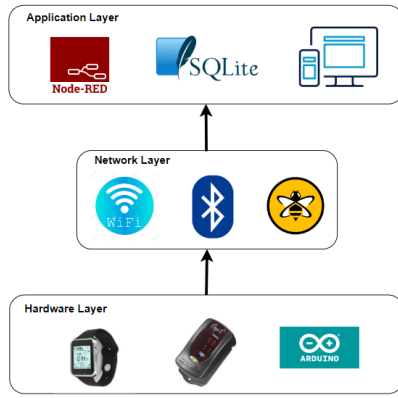 Application Layer
Node-RED
SQLite
Network Layer
WiFi
Hardware Layer
ARDUINO